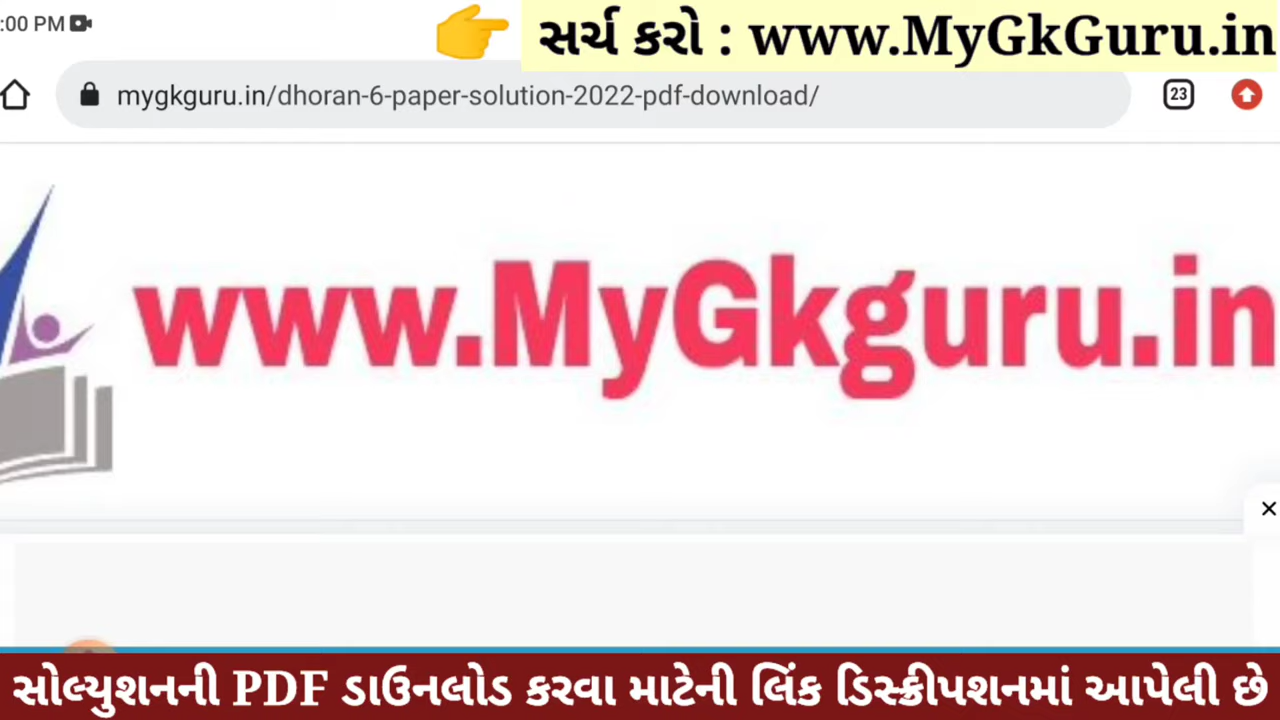 :00 PM
સર્ચ કરો : www.MyGkGuru.in
mygkguru.in/dhoran-6-paper-solution-2022-pdf-download/
23
www.MyGkguru.in
સોલ્યુશનની PDF ડાઉનલોડ કરવા માટેની લિંક ડિસ્ક્રીપશનમાં આપેલી છે